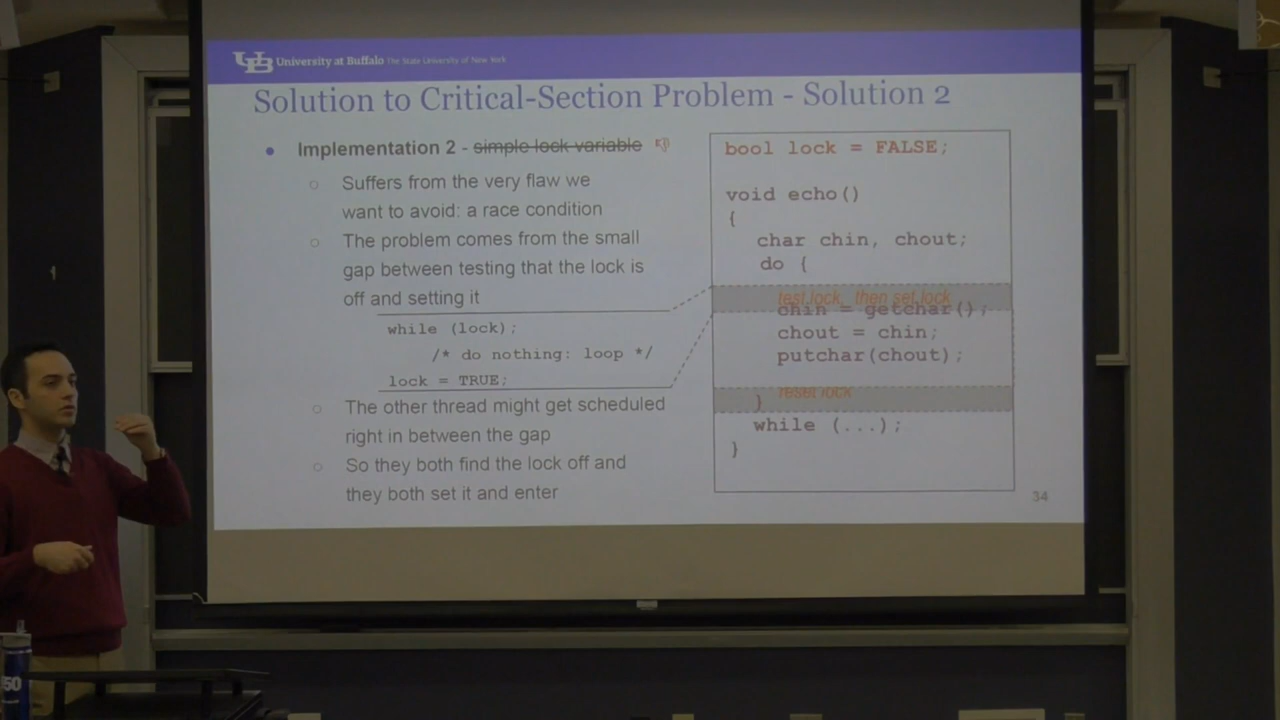 UB University at Buffalo The State University of New York
Solution to Critical-Section Problem - Solution 2
• Implementation 2 - simple lock variable
○ Suffers from the very flaw we
want to avoid: a race condition
○ The problem comes from the small
gap between testing that the lock is
off and setting it
while (lock);
/* do nothing: loop */
lock = TRUE;
○ The other thread might get scheduled
right in between the gap
○ So they both find the lock off and
they both set it and enter
bool lock = FALSE;
void echo()
{
char chin, chout;
do {
test lock, then set lock
chin = getchar();
chout = chin;
putchar(chout);
reset lock
}
while (...);
}
34
50